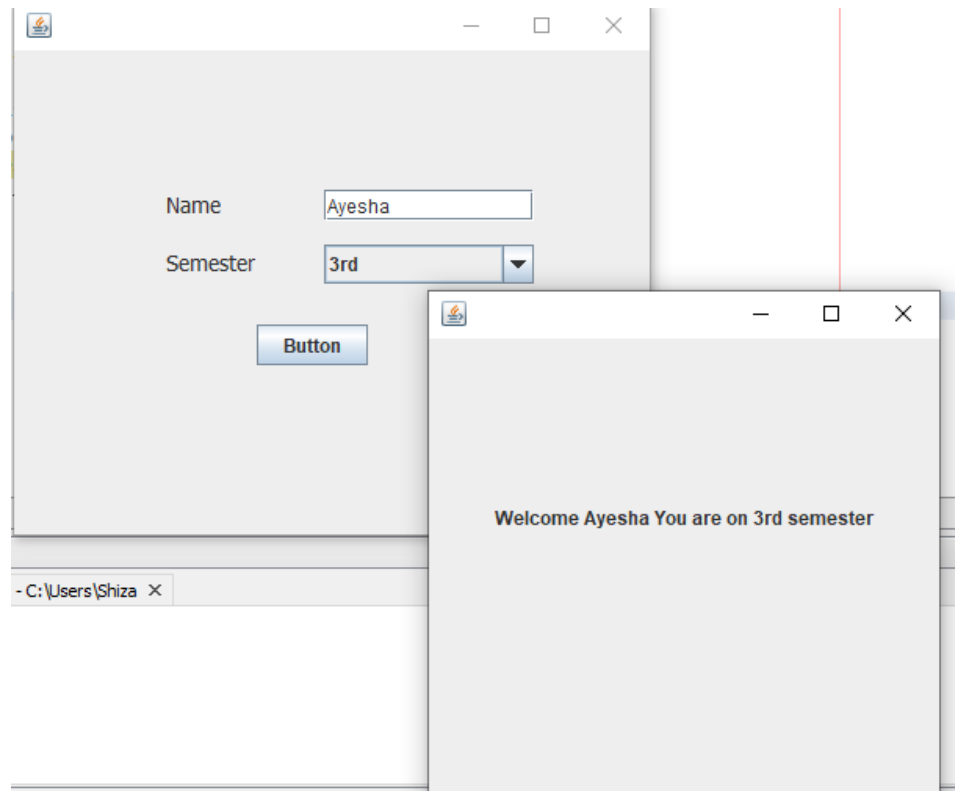 Name
Ayesha
Semester
3rd
Button
Welcome Ayesha You are on 3rd semester
- C:\Users\Shiza